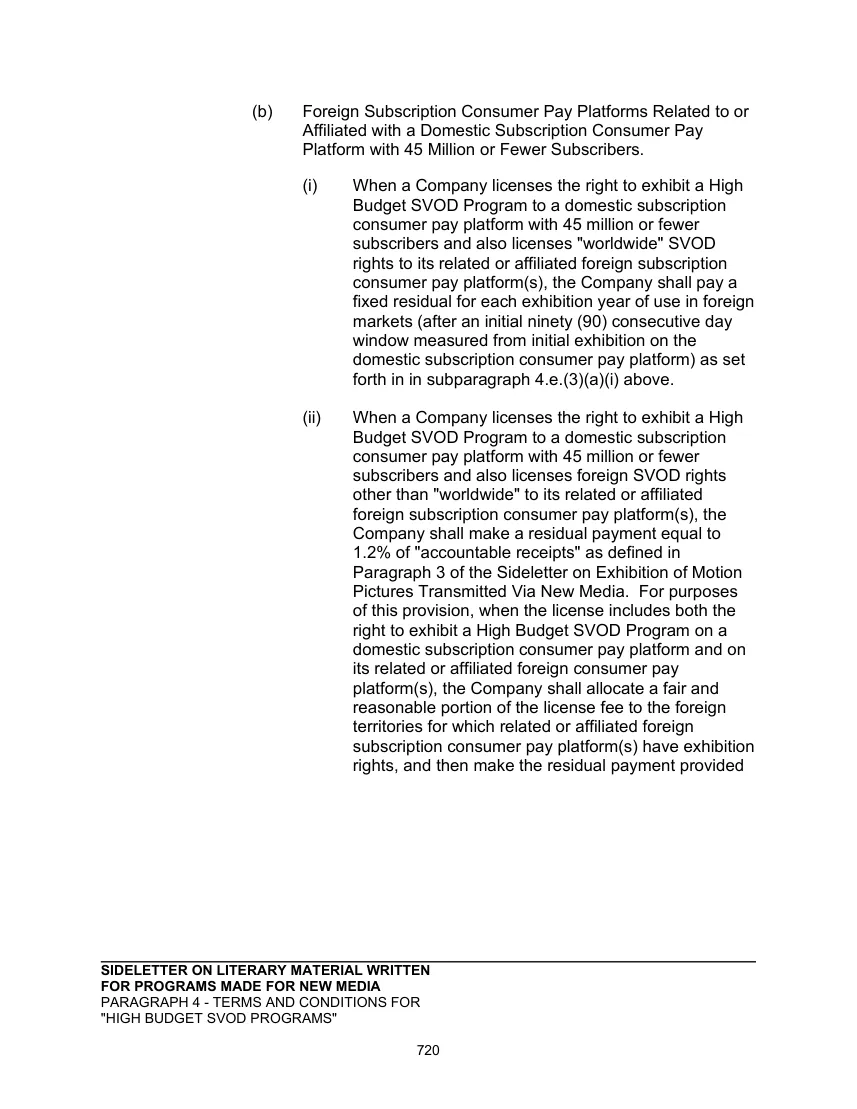 (b) Foreign Subscription Consumer Pay Platforms Related to or
Affiliated with a Domestic Subscription Consumer Pay
Platform with 45 Million or Fewer Subscribers.
(i) When a Company licenses the right to exhibit a High
Budget SVOD Program to a domestic subscription
consumer pay platform with 45 million or fewer
subscribers and also licenses "worldwide" SVOD
rights to its related or affiliated foreign subscription
consumer pay platform(s), the Company shall pay a
fixed residual for each exhibition year of use in foreign
markets (after an initial ninety (90) consecutive day
window measured from initial exhibition on the
domestic subscription consumer pay platform) as set
forth in in subparagraph 4.e.(3)(a)(i) above.
(ii) When a Company licenses the right to exhibit a High
Budget SVOD Program to a domestic subscription
consumer pay platform with 45 million or fewer
subscribers and also licenses foreign SVOD rights
other than "worldwide" to its related or affiliated
foreign subscription consumer pay platform(s), the
Company shall make a residual payment equal to
1.2% of "accountable receipts" as defined in
Paragraph 3 of the Sideletter on Exhibition of Motion
Pictures Transmitted Via New Media.  For purposes
of this provision, when the license includes both the
right to exhibit a High Budget SVOD Program on a
domestic subscription consumer pay platform and on
its related or affiliated foreign consumer pay
platform(s), the Company shall allocate a fair and
reasonable portion of the license fee to the foreign
territories for which related or affiliated foreign
subscription consumer pay platform(s) have exhibition
rights, and then make the residual payment provided
SIDELETTER ON LITERARY MATERIAL WRITTEN
FOR PROGRAMS MADE FOR NEW MEDIA
PARAGRAPH 4 - TERMS AND CONDITIONS FOR
"HIGH BUDGET SVOD PROGRAMS"
720